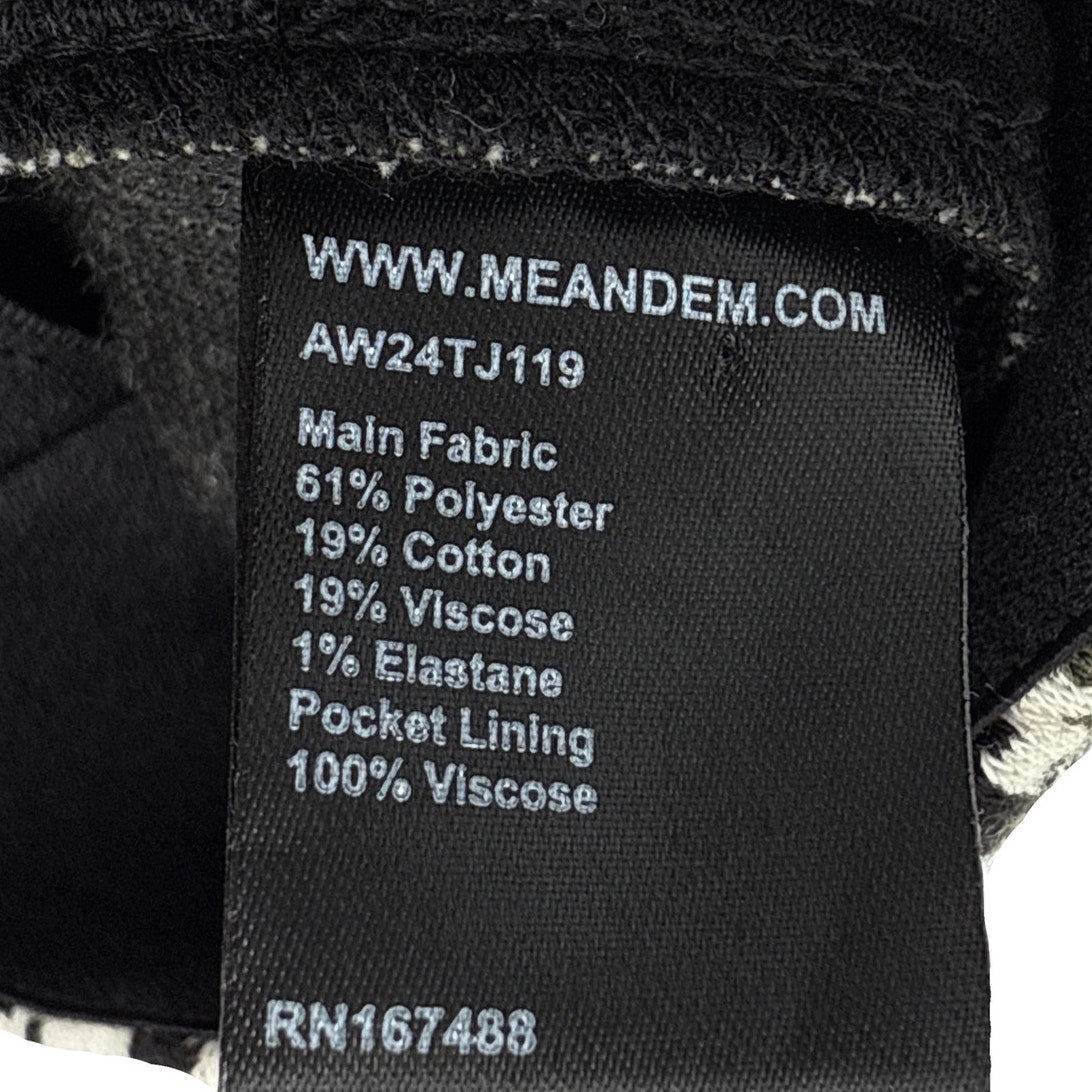 WWW.MEANDEM.COM
AW24TJ119
Main Fabric
61% Polyester
19% Cotton
19% Viscose
1% Elastane
Pocket Lining
100% Viscose
RN167488